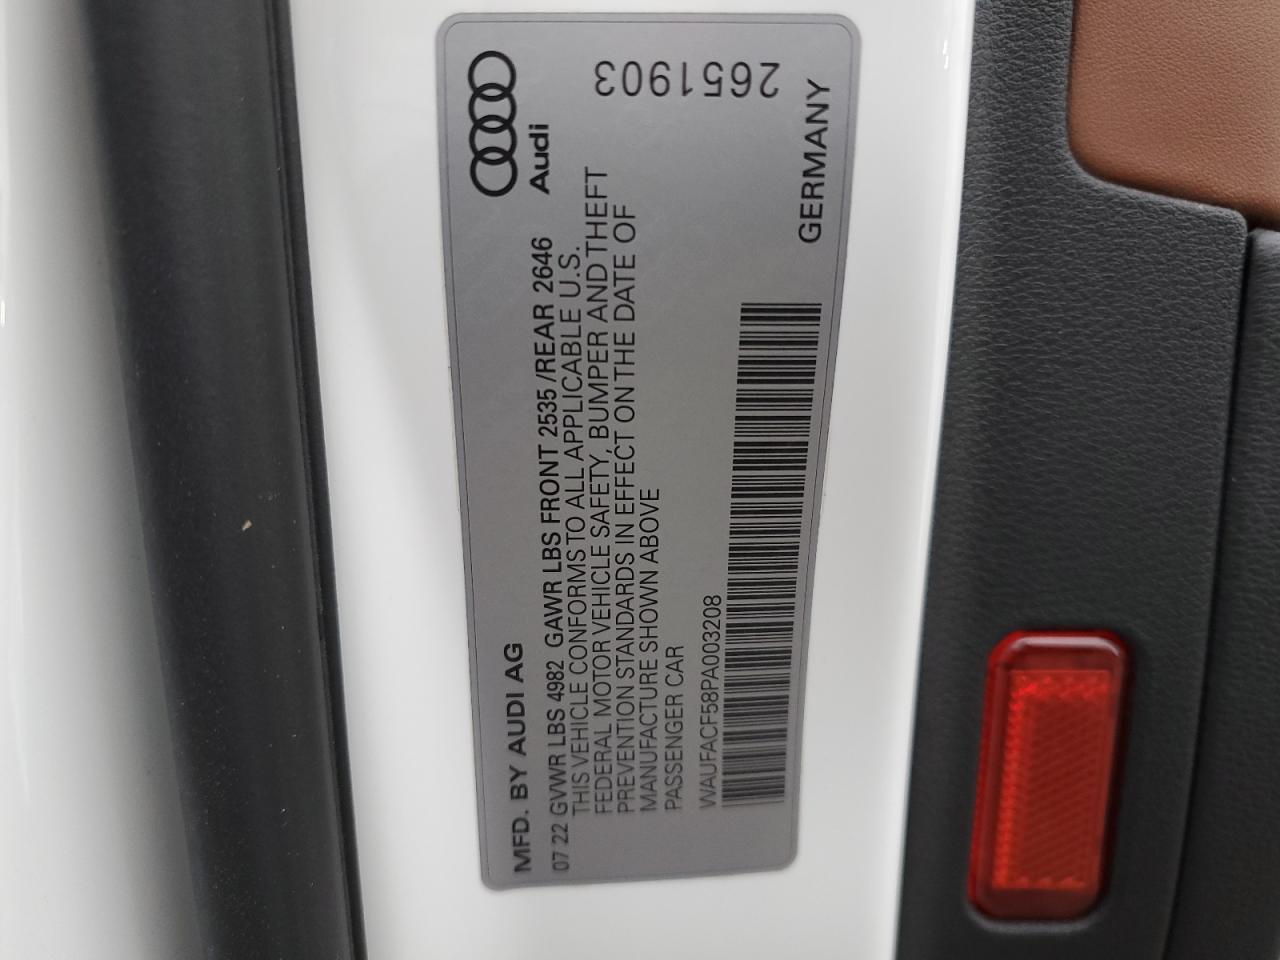 MFD. BY AUDI AG
Audi
07 22 GVWR LBS 4982 GAWR LBS FRONT 2535 /REAR 2646
THIS VEHICLE CONFORMS TO ALL APPLICABLE U.S.
FEDERAL MOTOR VEHICLE SAFETY, BUMPER AND THEFT
PREVENTION STANDARDS IN EFFECT ON THE DATE OF
MANUFACTURE SHOWN ABOVE
PASSENGER CAR
WAUFACF58PA003208
GERMANY
2651903